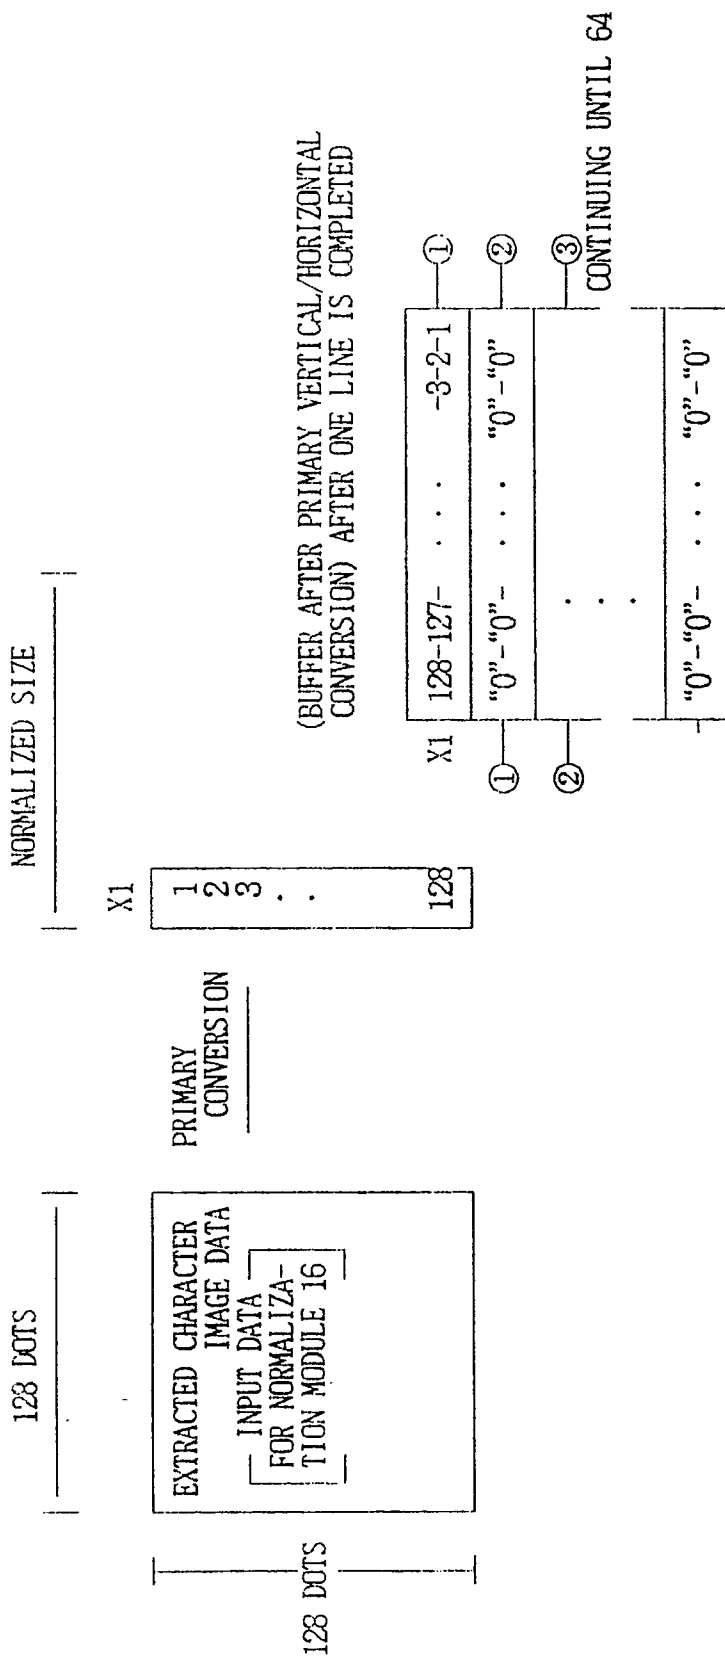 128 DOTS
128 DOTS
EXTRACTED CHARACTER
IMAGE DATA
INPUT DATA
FOR NORMALIZA-
TION MODULE 16
PRIMARY
CONVERSION
NORMALIZED SIZE
X1
1
2
3
. .
128
(BUFFER AFTER PRIMARY VERTICAL/HORIZONTAL
CONVERSION) AFTER ONE LINE IS COMPLETED
X1 128-127- . . . -3-2-1 ①
① "0"-"0"- . . . "0"-"0" ②
② . . . ③
CONTINUING UNTIL 64
"0"-"0"- . . . "0"-"0"